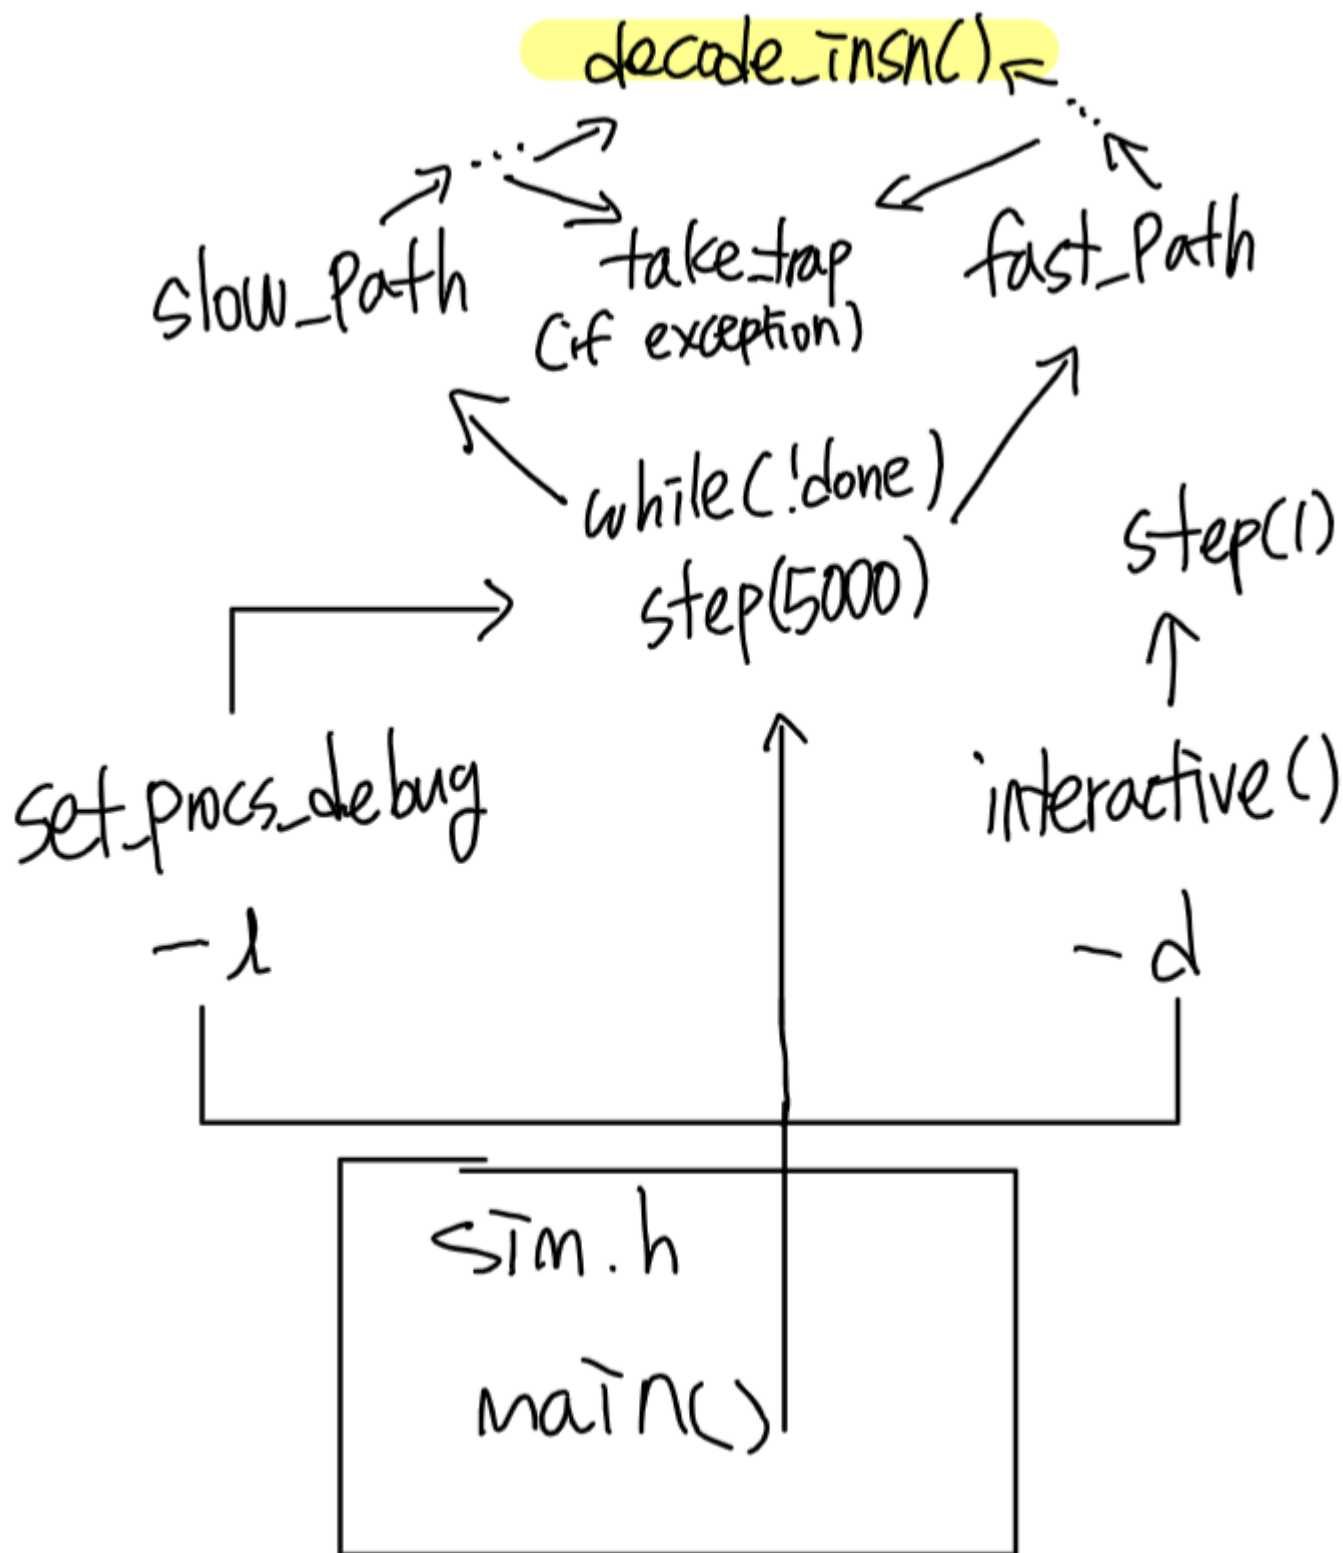 decode_insn()
slow_path
take_trap
(if exception)
fast_path
while(!done)
step(5000)
step(1)
set_procs_debug
-l
interactive()
-d
sim.h
main()